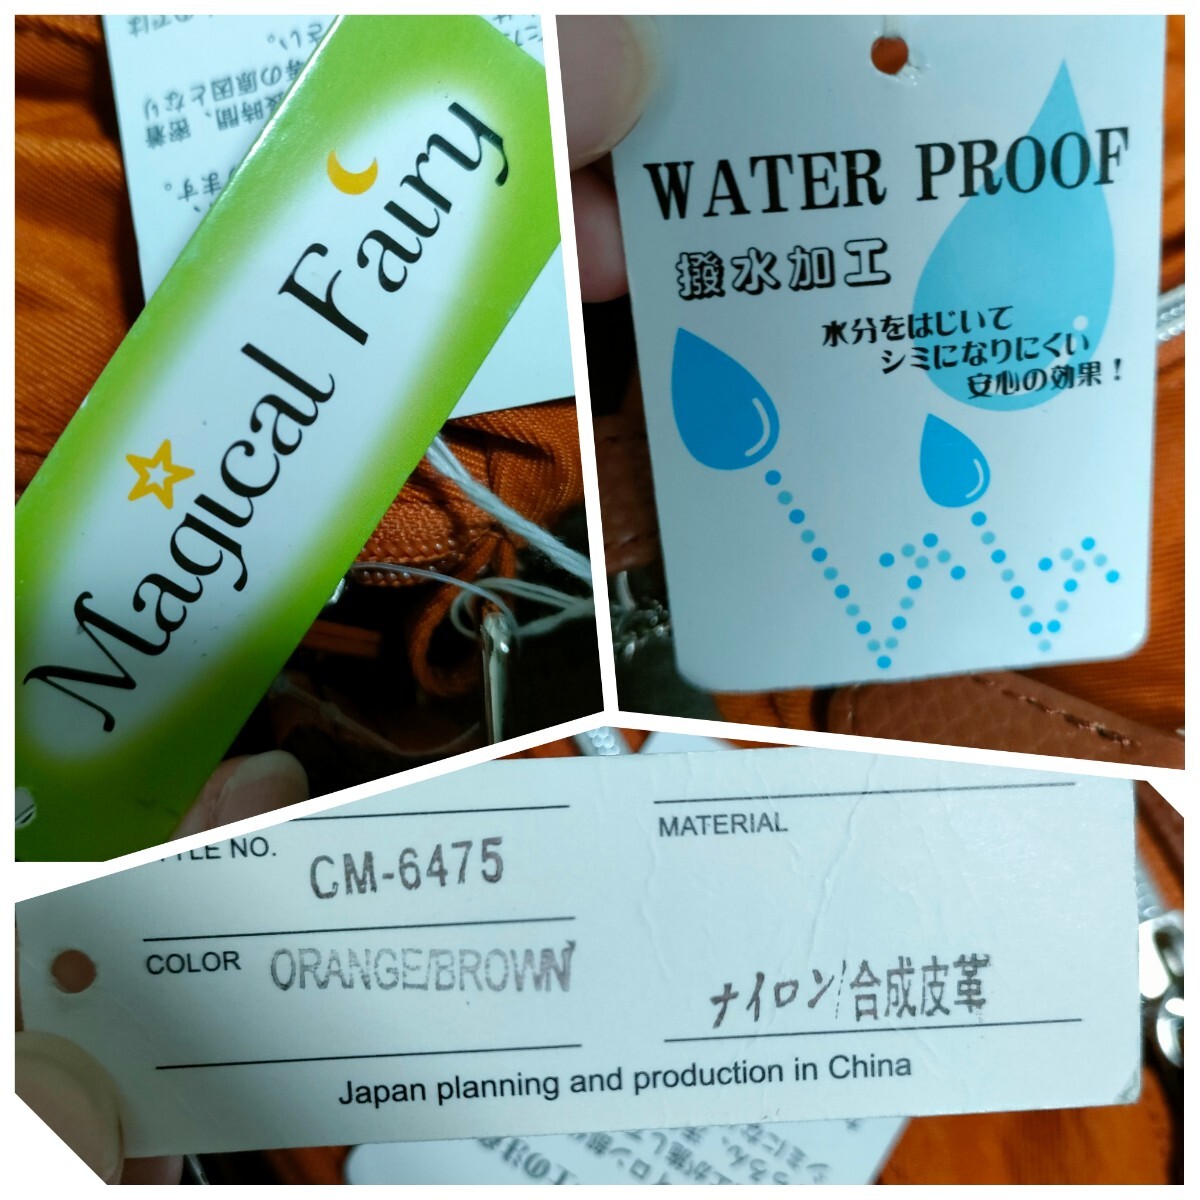 Magical Fairy
WATER PROOF
撥水加工
水分をはじいて
シミになりにくい
安心の効果！
STYLE NO. CM-6475
COLOR ORANGE/BROWN
MATERIAL
ナイロン/合成皮革
Japan planning and production in China